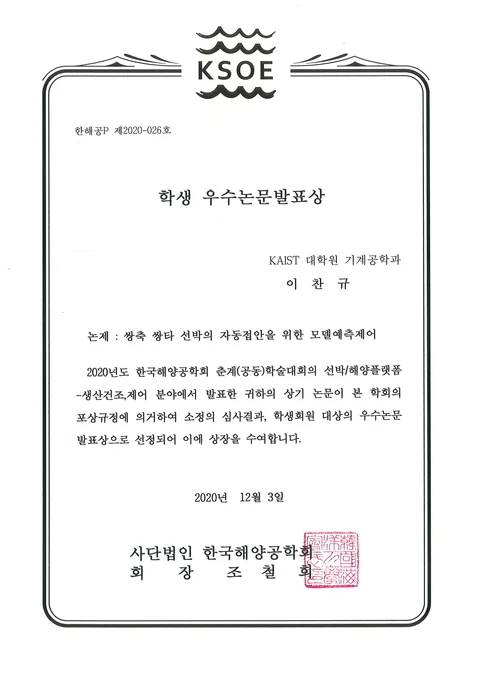 KSOE
한해공P 제2020-026호
학생 우수논문발표상
KAIST 대학원 기계공학과
이 찬 규
논제 : 쌍축 쌍타 선박의 자동접안을 위한 모델예측제어
2020년도 한국해양공학회 춘계(공동)학술대회의 선박/해양플랫폼
-생산건조,제어 분야에서 발표한 귀하의 상기 논문이 본 학회의
포상규정에 의거하여 소정의 심사결과, 학생회원 대상의 우수논문
발표상으로 선정되어 이에 상장을 수여합니다.
2020년 12월 3일
사단법인 한국해양공학회
회 장 조 철 희